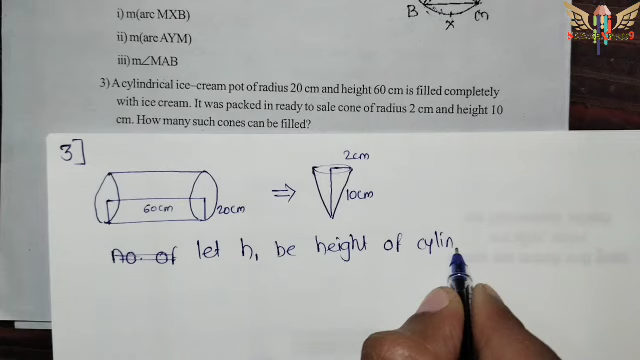 B
x
M
i) m(arc MXB)
ii) m(arc AYM)
iii) m∠MAB
3) A cylindrical ice–cream pot of radius 20 cm and height 60 cm is filled completely
with ice cream. It was packed in ready to sale cone of radius 2 cm and height 10
cm. How many such cones can be filled?
3]
2cm
60cm
20cm
⇒
10cm
No. of let h, be height of cylin